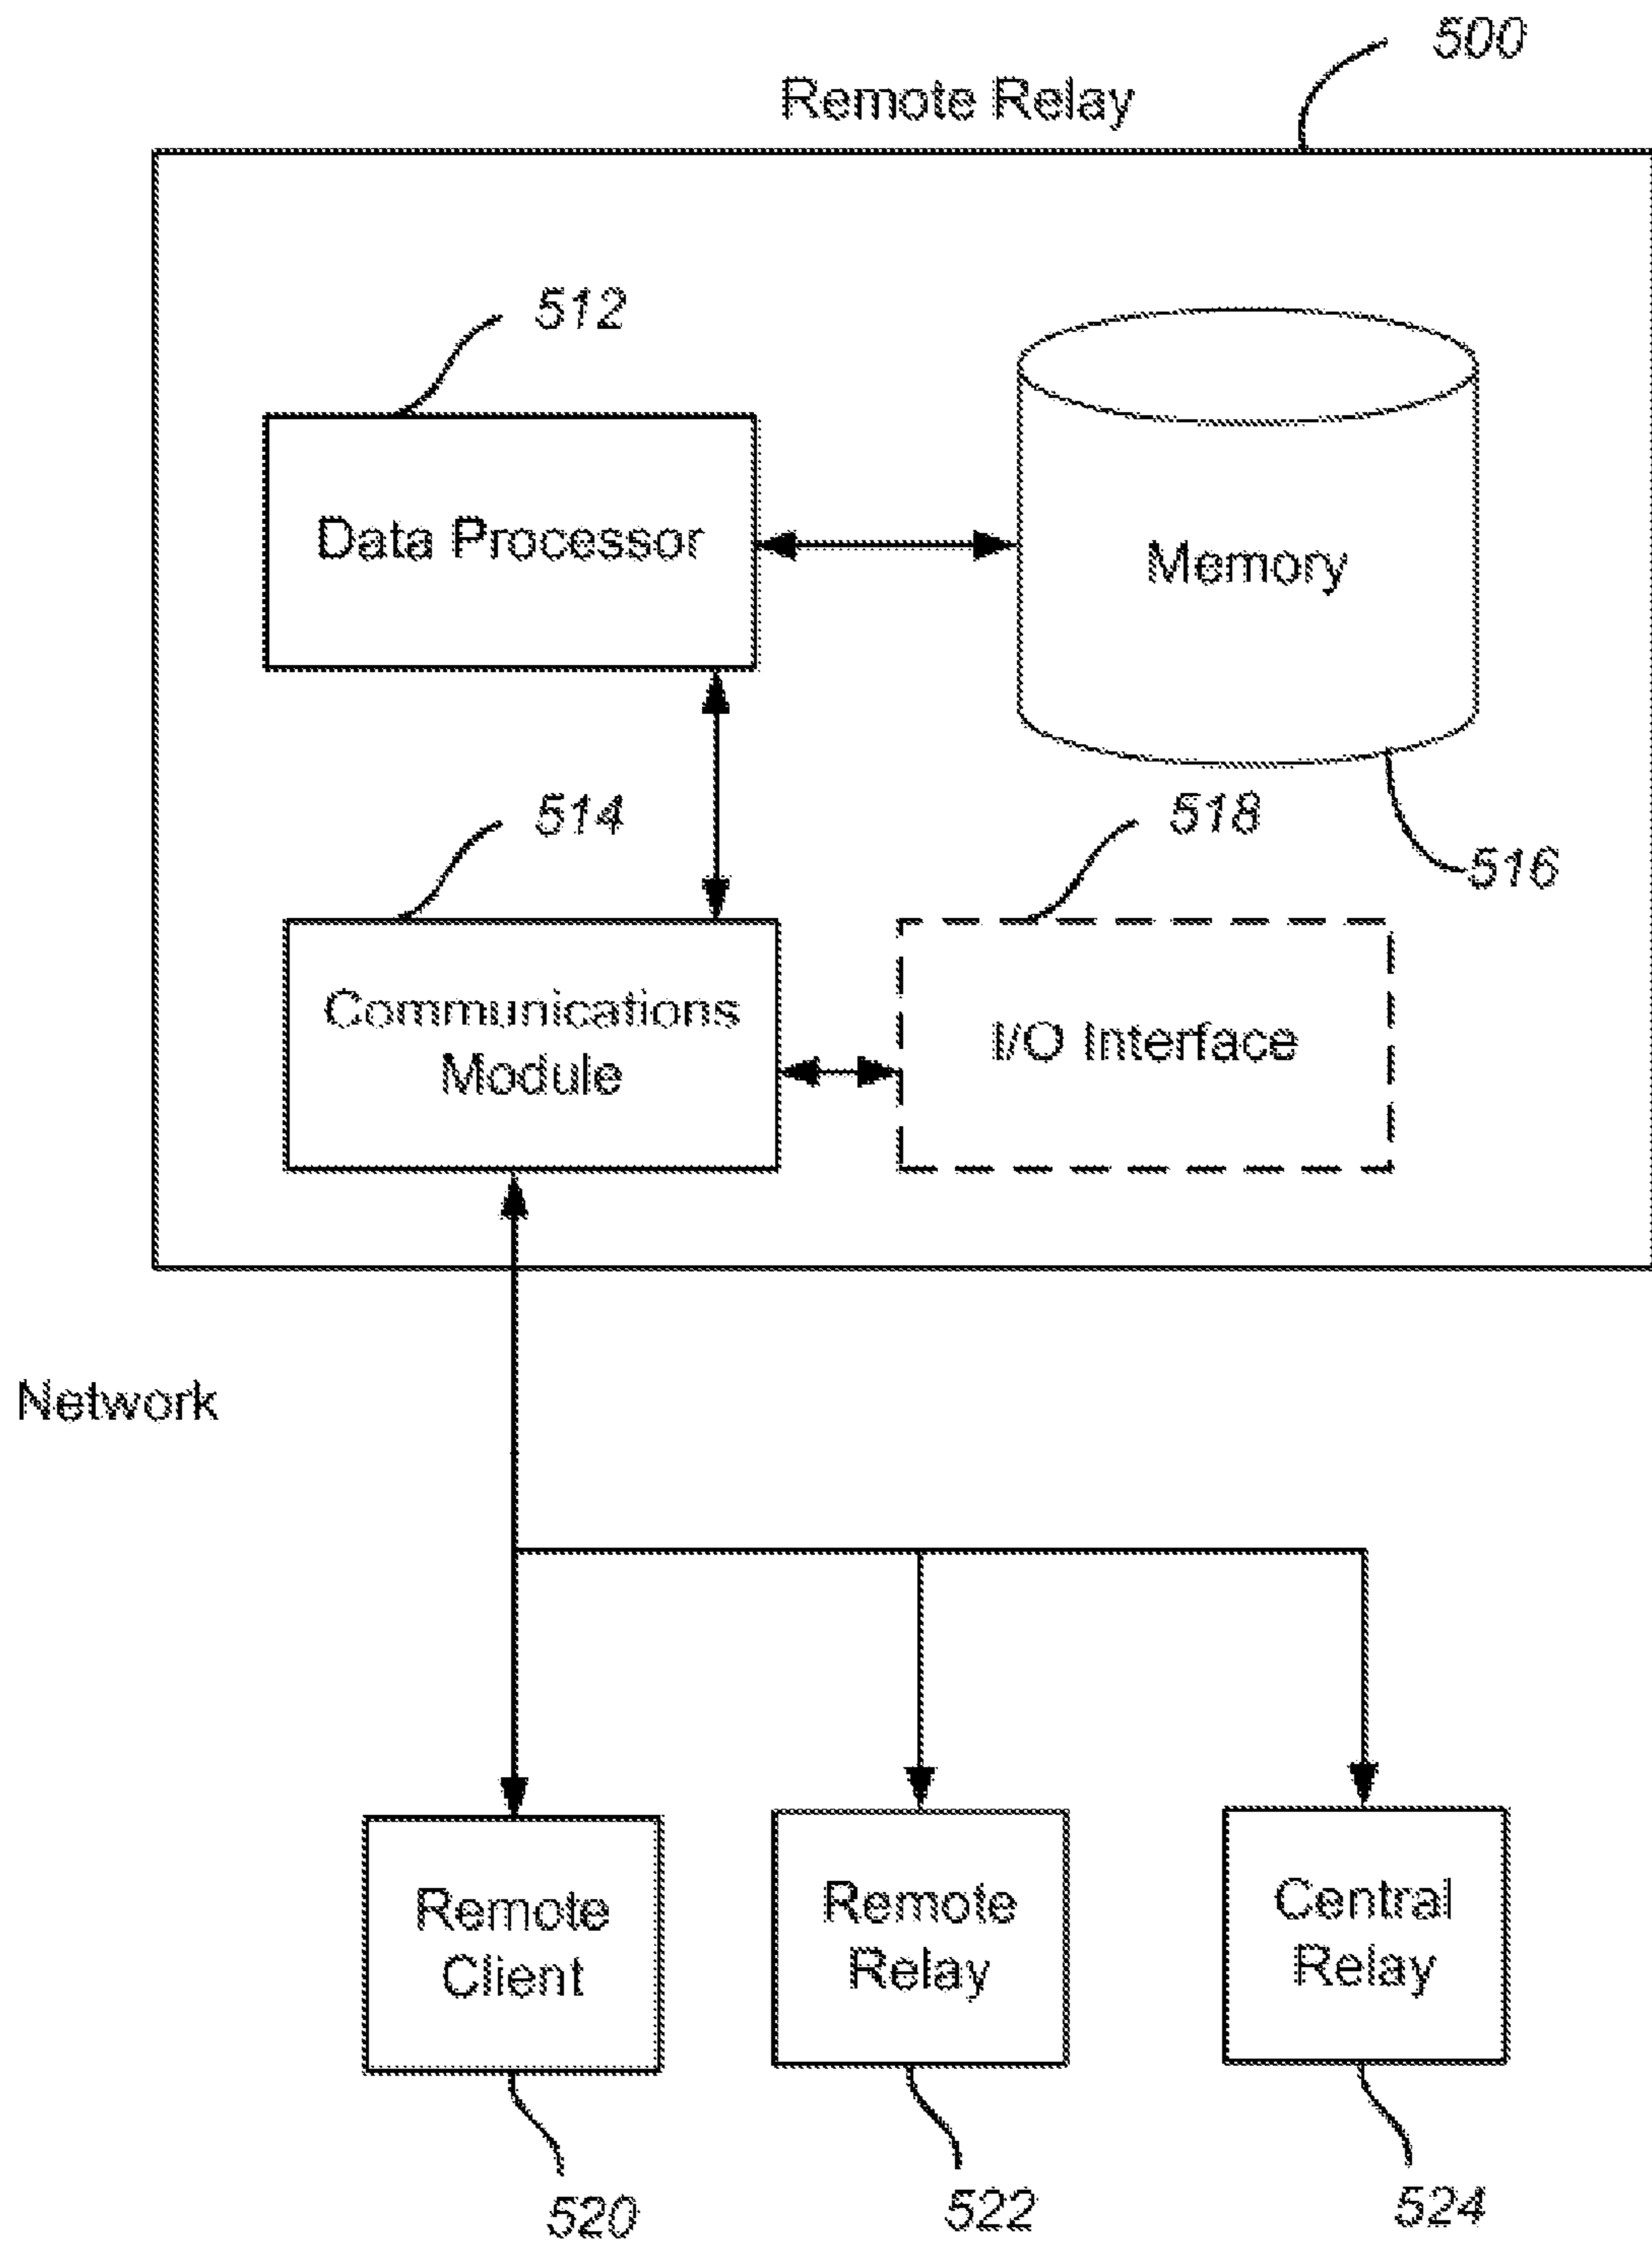 500
Remote Relay
512
Data Processor
Memory
514
518
516
Communications
Module
I/O Interface
Network
Remote
Client
Remote
Relay
Central
Relay
520
522
524